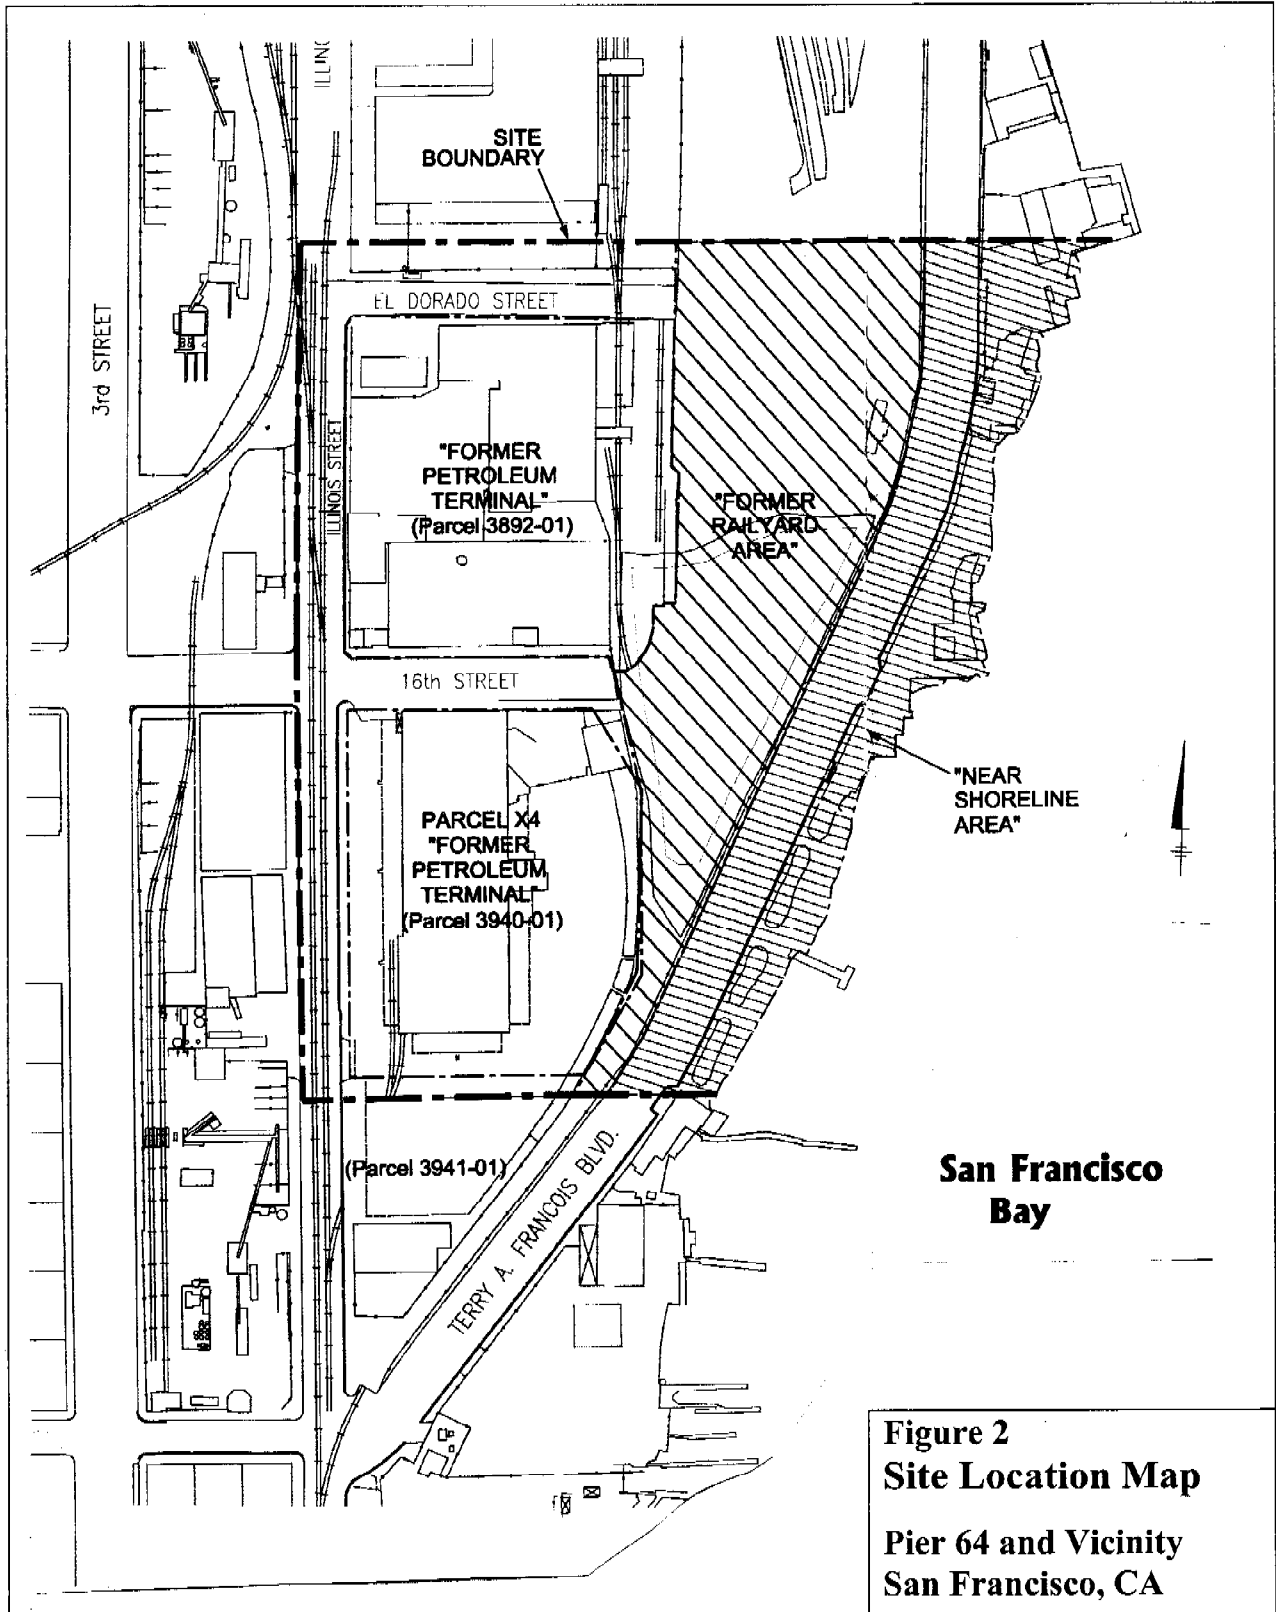 ILLINO
SITE
BOUNDARY
EL DORADO STREET
3rd STREET
ILLINOIS STREET
"FORMER
PETROLEUM
TERMINAL"
(Parcel 3892-01)
"FORMER
RAILYARD
AREA"
16th STREET
"NEAR
SHORELINE
AREA"
PARCEL X4
"FORMER
PETROLEUM
TERMINAL"
(Parcel 3940-01)
(Parcel 3941-01)
TERRY A. FRANCOIS BLVD.
San Francisco
Bay
Figure 2
Site Location Map
Pier 64 and Vicinity
San Francisco, CA